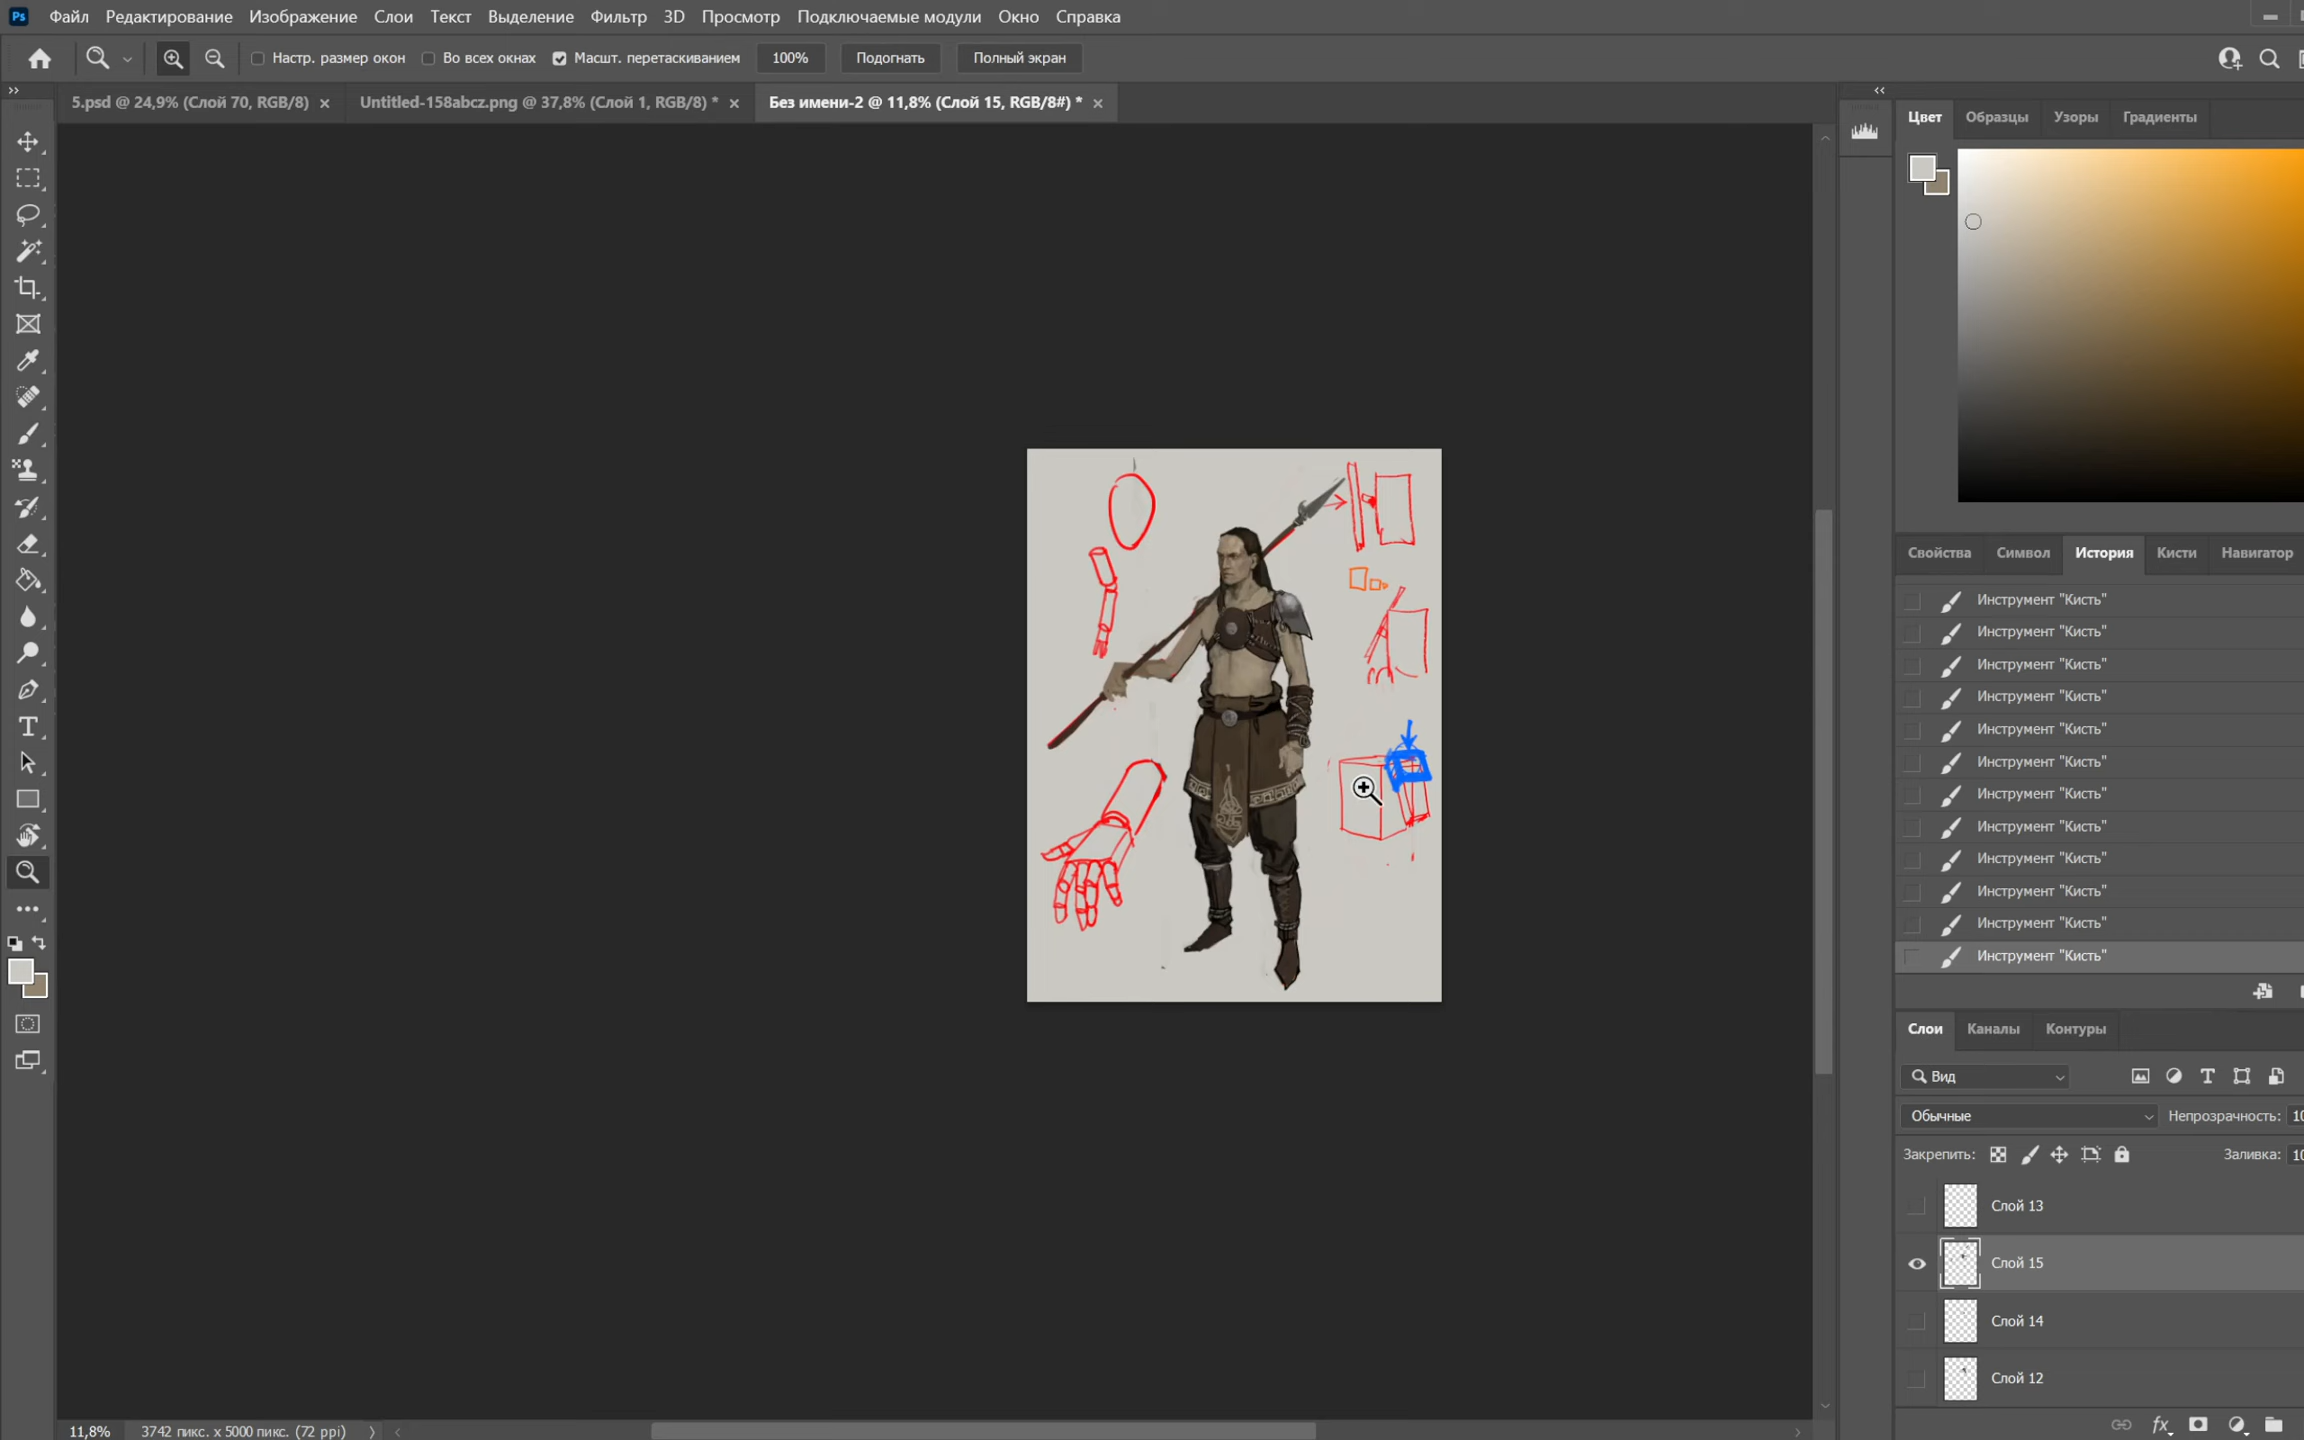 Ps Файл Редактирование Изображение Слои Текст Выделение Фильтр 3D Просмотр Подключаемые модули Окно Справка
Настр. размер окон Во всех окнах Масшт. перетаскиванием 100% Подогнать Полный экран
5.psd @ 24,9% (Слой 70, RGB/8) Untitled-158abcz.png @ 37,8% (Слой 1, RGB/8) * Без имени-2 @ 11,8% (Слой 15, RGB/8#) *
Цвет Образцы Узоры Градиенты
Свойства Символ История Кисти Навигатор
Инструмент "Кисть"
Инструмент "Кисть"
Инструмент "Кисть"
Инструмент "Кисть"
Инструмент "Кисть"
Инструмент "Кисть"
Инструмент "Кисть"
Инструмент "Кисть"
Инструмент "Кисть"
Инструмент "Кисть"
Инструмент "Кисть"
Инструмент "Кисть"
Слои Каналы Контуры
Вид
Обычные Непрозрачность: 10
Закрепить: Заливка: 10
Слой 13
Слой 15
Слой 14
Слой 12
fx
11,8% 3742 пикс. x 5000 пикс. (72 ppi)